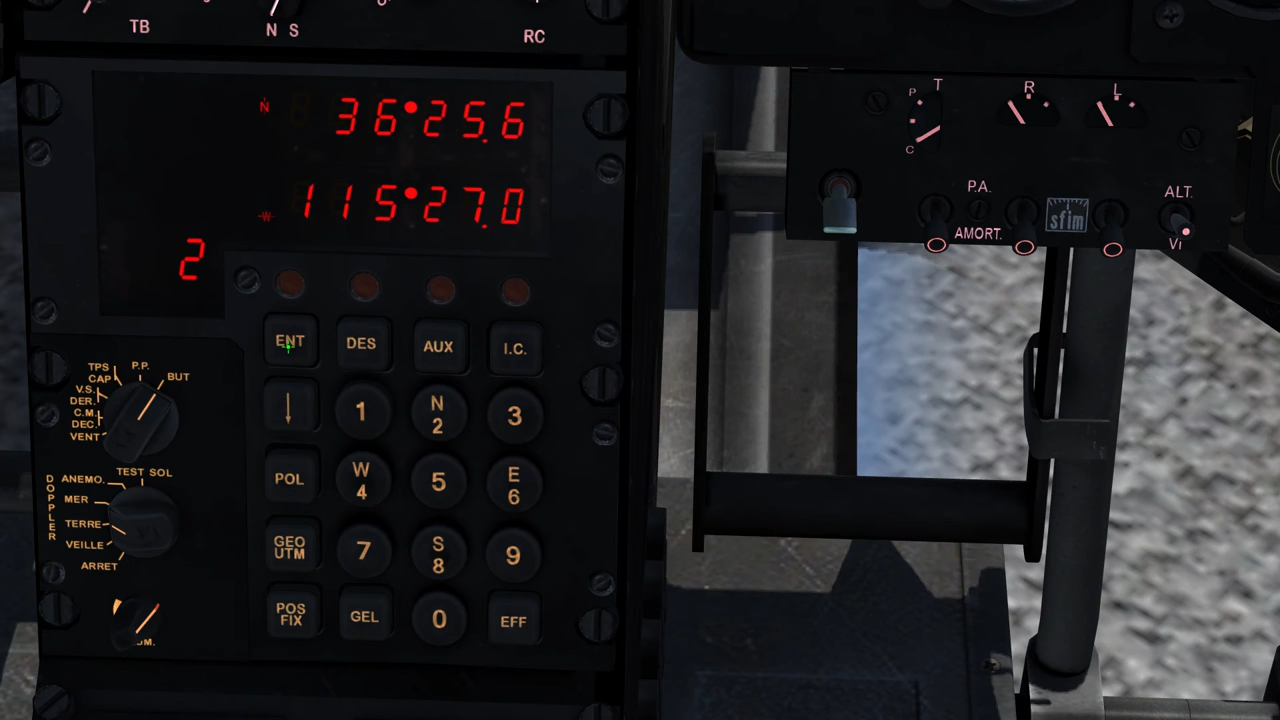 TB
N S
RC
N 36•25.6
W 115•27.0
2
ENT
DES
AUX
I.C.
1
N
2
3
POL
W
4
5
E
6
GEO
UTM
7
S
8
9
POS
FIX
GEL
0
EFF
TPS
CAP
P.P.
BUT
V.S.
DER.
C.M.
DEC.
VENT
TEST SOL
DOPPLER
ANEMO.
MER
TERRE
VEILLE
ARRET
P
T
C
R
L
P.A.
AMORT.
sfim
ALT.
Vi